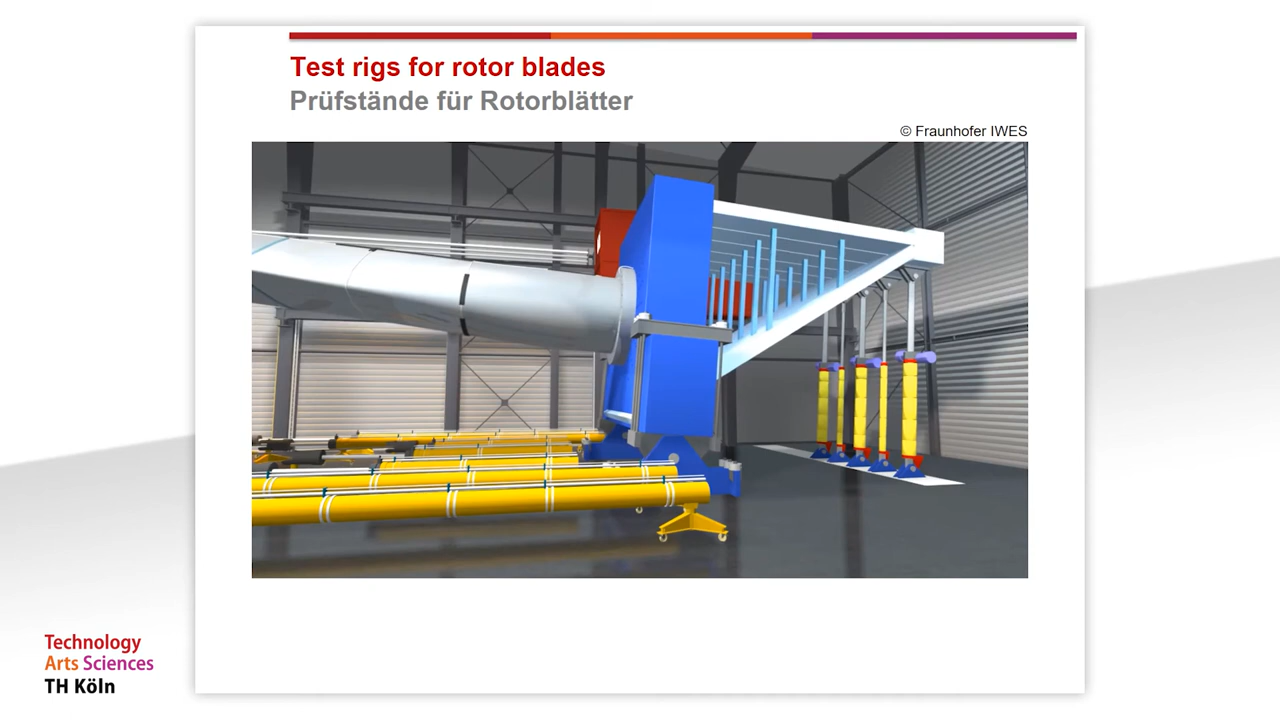 Test rigs for rotor blades
Prüfstände für Rotorblätter
© Fraunhofer IWES
Technology
Arts Sciences
TH Köln